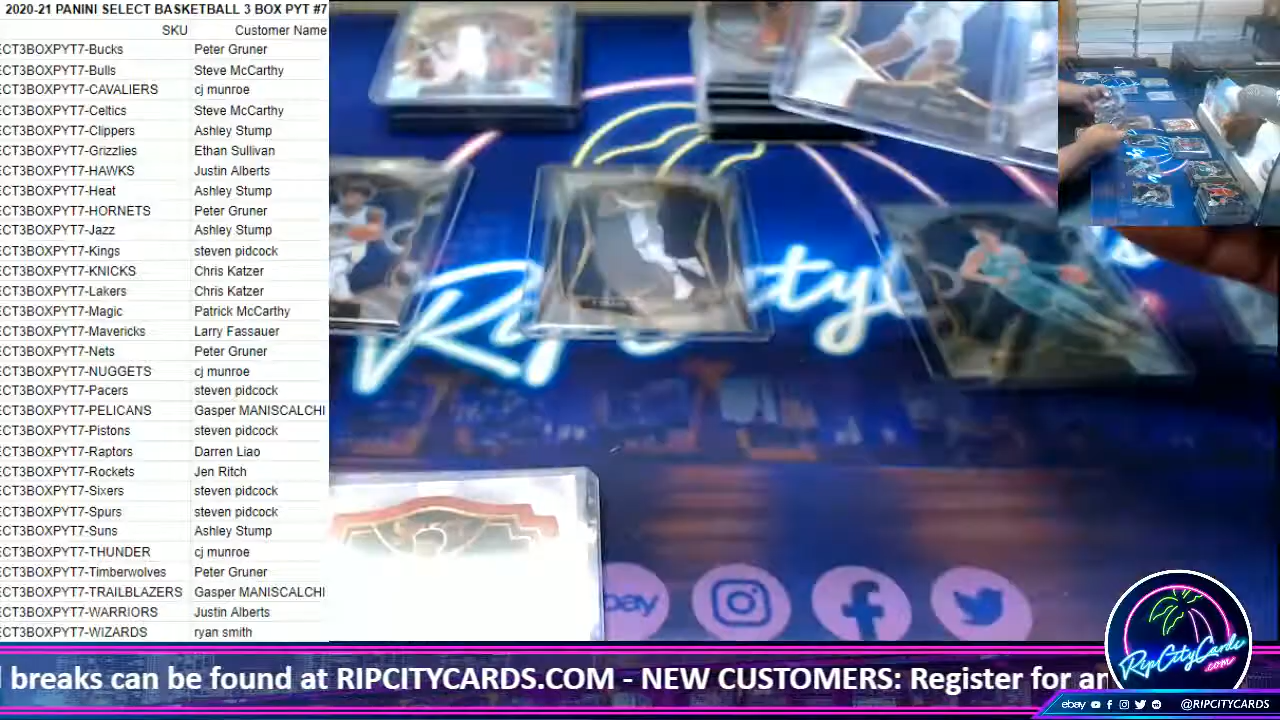 2020-21 PANINI SELECT BASKETBALL 3 BOX PYT #7
SKU Customer Name
ECT3BOXPYT7-Bucks Peter Gruner
ECT3BOXPYT7-Bulls Steve McCarthy
ECT3BOXPYT7-CAVALIERS cj munroe
ECT3BOXPYT7-Celtics Steve McCarthy
ECT3BOXPYT7-Clippers Ashley Stump
ECT3BOXPYT7-Grizzlies Ethan Sullivan
ECT3BOXPYT7-HAWKS Justin Alberts
ECT3BOXPYT7-Heat Ashley Stump
ECT3BOXPYT7-HORNETS Peter Gruner
ECT3BOXPYT7-Jazz Ashley Stump
ECT3BOXPYT7-Kings steven pidcock
ECT3BOXPYT7-KNICKS Chris Katzer
ECT3BOXPYT7-Lakers Chris Katzer
ECT3BOXPYT7-Magic Patrick McCarthy
ECT3BOXPYT7-Mavericks Larry Fassauer
ECT3BOXPYT7-Nets Peter Gruner
ECT3BOXPYT7-NUGGETS cj munroe
ECT3BOXPYT7-Pacers steven pidcock
ECT3BOXPYT7-PELICANS Gasper MANISCALCHI
ECT3BOXPYT7-Pistons steven pidcock
ECT3BOXPYT7-Raptors Darren Liao
ECT3BOXPYT7-Rockets Jen Ritch
ECT3BOXPYT7-Sixers steven pidcock
ECT3BOXPYT7-Spurs steven pidcock
ECT3BOXPYT7-Suns Ashley Stump
ECT3BOXPYT7-THUNDER cj munroe
ECT3BOXPYT7-Timberwolves Peter Gruner
ECT3BOXPYT7-TRAILBLAZERS Gasper MANISCALCHI
ECT3BOXPYT7-WARRIORS Justin Alberts
ECT3BOXPYT7-WIZARDS ryan smith
breaks can be found at RIPCITYCARDS.COM - NEW CUSTOMERS: Register for an
RipCityCards
.com
ebay @RIPCITYCARDS